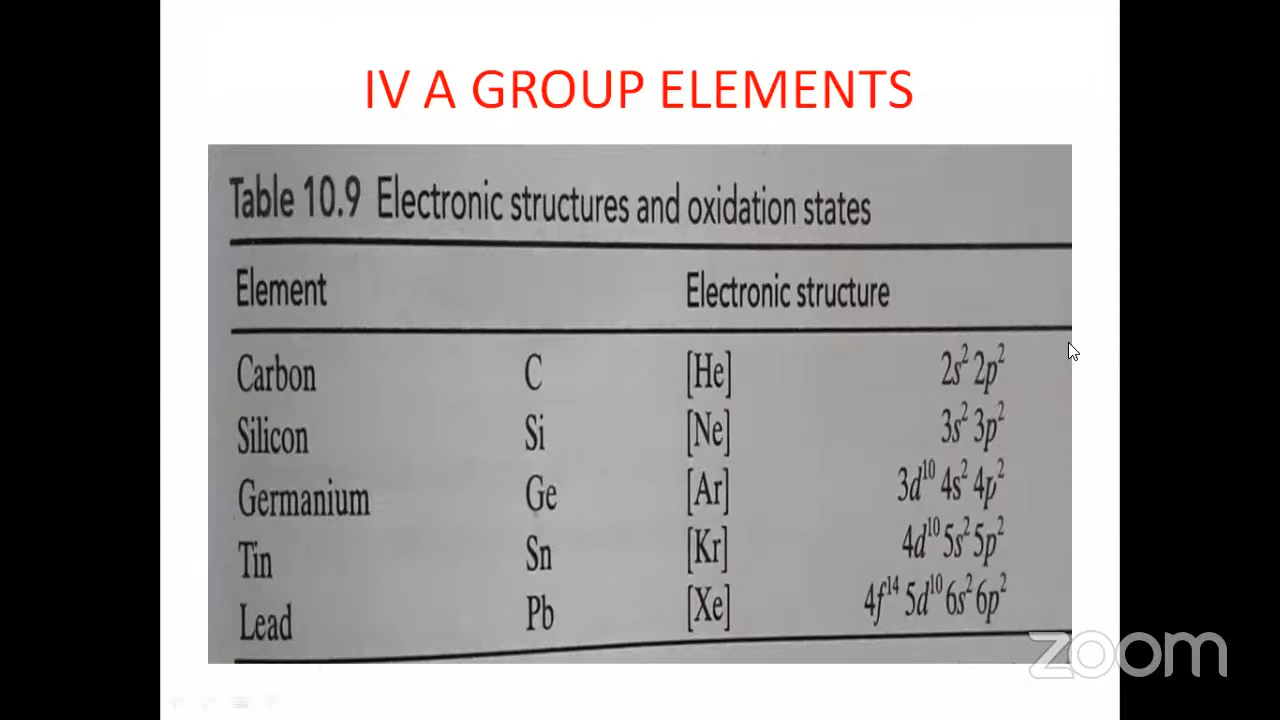 IV A GROUP ELEMENTS
Table 10.9 Electronic structures and oxidation states
Element Electronic structure
Carbon C [He] 2s² 2p²
Silicon Si [Ne] 3s² 3p²
Germanium Ge [Ar] 3d¹⁰ 4s² 4p²
Tin Sn [Kr] 4d¹⁰ 5s² 5p²
Lead Pb [Xe] 4f¹⁴ 5d¹⁰ 6s² 6p²
zoom